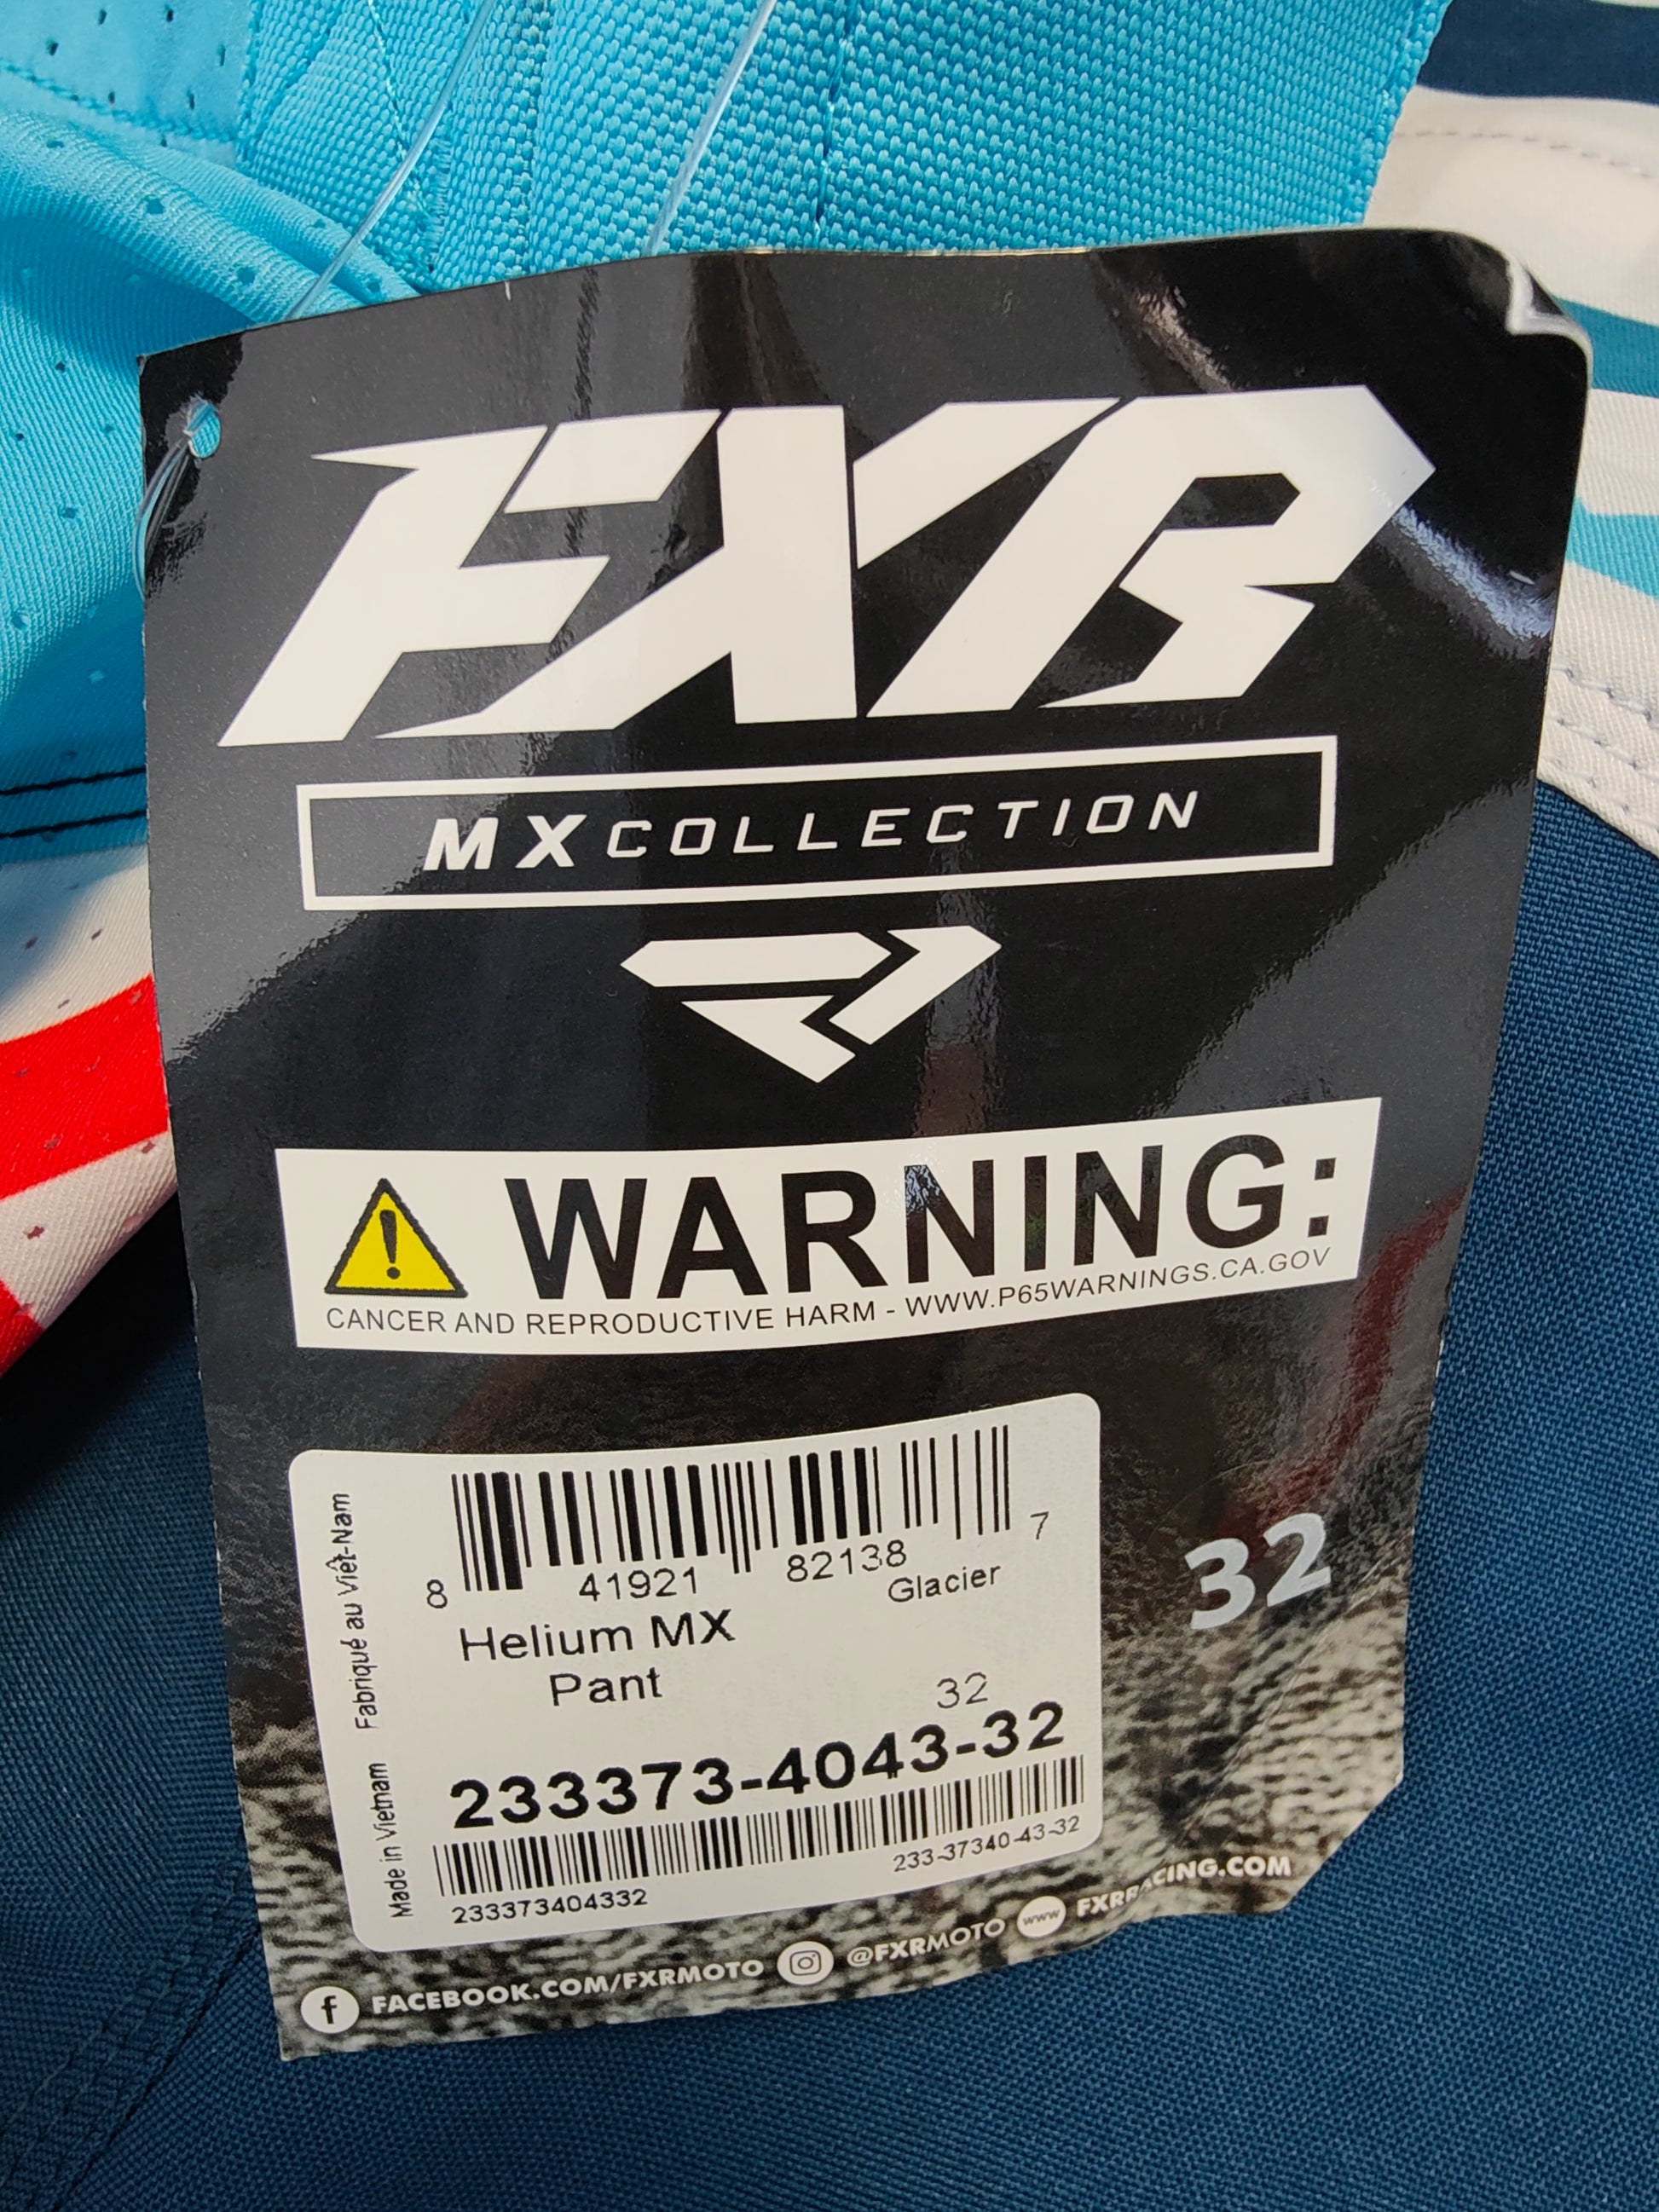 FXR
MX COLLECTION
WARNING:
CANCER AND REPRODUCTIVE HARM - WWW.P65WARNINGS.CA.GOV
Made in Vietnam Fabriqué au Viêt-Nam
8 41921 82138 7
Glacier
Helium MX
Pant
32
233373-4043-32
233-37340-43-32
233373404332
32
FACEBOOK.COM/FXRMOTO @FXRMOTO WWW FXRRACING.COM